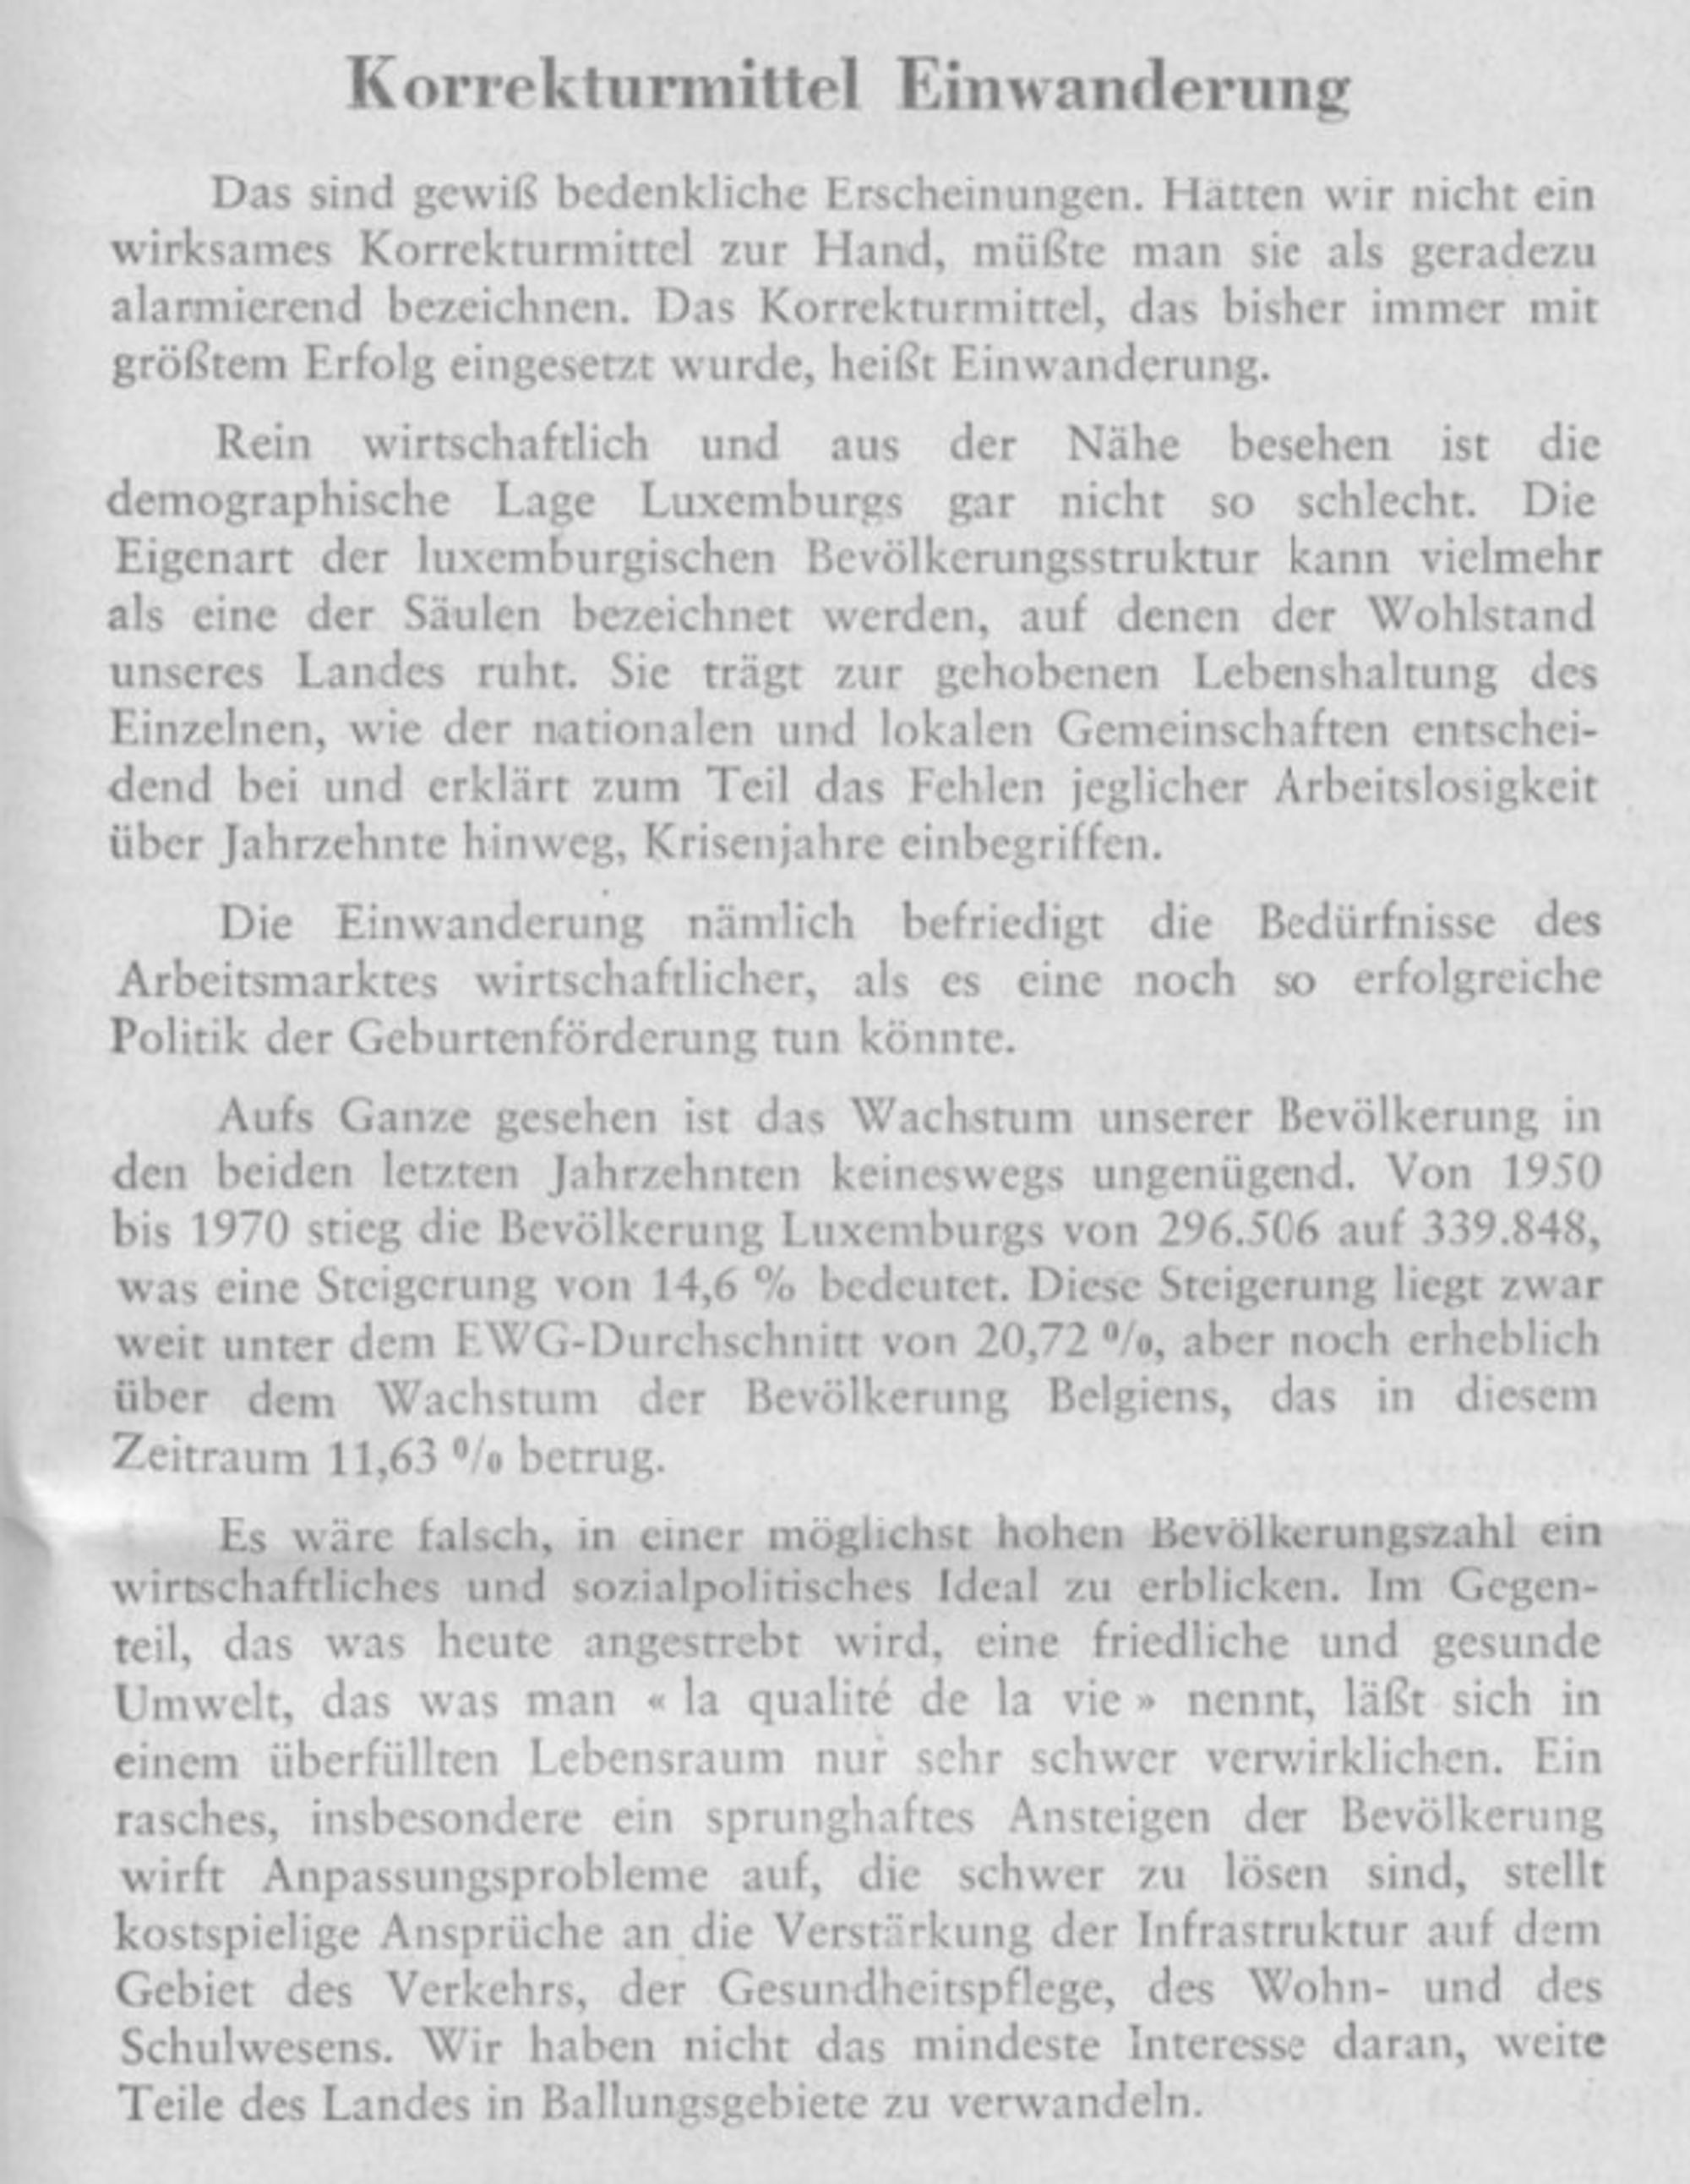 Korrekturmittel Einwanderung
Das sind gewiß bedenkliche Erscheinungen. Hätten wir nicht ein
wirksames Korrekturmittel zur Hand, müßte man sie als geradezu
alarmierend bezeichnen. Das Korrekturmittel, das bisher immer mit
größtem Erfolg eingesetzt wurde, heißt Einwanderung.
Rein wirtschaftlich und aus der Nähe besehen ist die
demographische Lage Luxemburgs gar nicht so schlecht. Die
Eigenart der luxemburgischen Bevölkerungsstruktur kann vielmehr
als eine der Säulen bezeichnet werden, auf denen der Wohlstand
unseres Landes ruht. Sie trägt zur gehobenen Lebenshaltung des
Einzelnen, wie der nationalen und lokalen Gemeinschaften entschei-
dend bei und erklärt zum Teil das Fehlen jeglicher Arbeitslosigkeit
über Jahrzehnte hinweg, Krisenjahre einbegriffen.
Die Einwanderung nämlich befriedigt die Bedürfnisse des
Arbeitsmarktes wirtschaftlicher, als es eine noch so erfolgreiche
Politik der Geburtenförderung tun könnte.
Aufs Ganze gesehen ist das Wachstum unserer Bevölkerung in
den beiden letzten Jahrzehnten keineswegs ungenügend. Von 1950
bis 1970 stieg die Bevölkerung Luxemburgs von 296.506 auf 339.848,
was eine Steigerung von 14,6 % bedeutet. Diese Steigerung liegt zwar
weit unter dem EWG-Durchschnitt von 20,72 %, aber noch erheblich
über dem Wachstum der Bevölkerung Belgiens, das in diesem
Zeitraum 11,63 % betrug.
Es wäre falsch, in einer möglichst hohen Bevölkerungszahl ein
wirtschaftliches und sozialpolitisches Ideal zu erblicken. Im Gegen-
teil, das was heute angestrebt wird, eine friedliche und gesunde
Umwelt, das was man « la qualité de la vie » nennt, läßt sich in
einem überfüllten Lebensraum nur sehr schwer verwirklichen. Ein
rasches, insbesondere ein sprunghaftes Ansteigen der Bevölkerung
wirft Anpassungsprobleme auf, die schwer zu lösen sind, stellt
kostspielige Ansprüche an die Verstärkung der Infrastruktur auf dem
Gebiet des Verkehrs, der Gesundheitspflege, des Wohn- und des
Schulwesens. Wir haben nicht das mindeste Interesse daran, weite
Teile des Landes in Ballungsgebiete zu verwandeln.